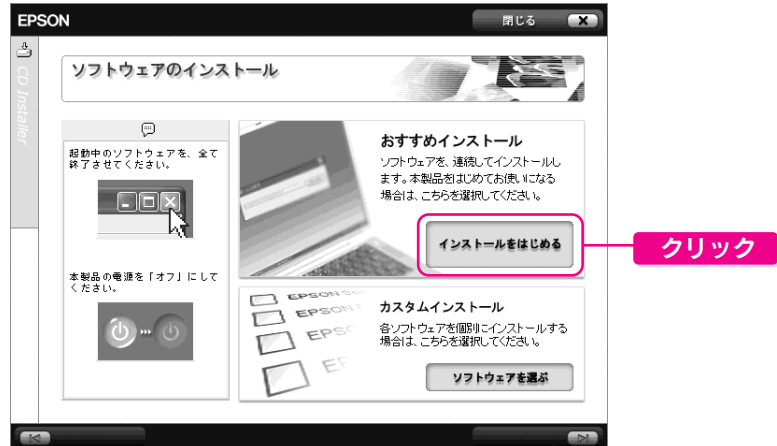 EPSON
閉じる
CD Installer
ソフトウェアのインストール
起動中のソフトウェアを、全て
終了させてください。
本製品の電源を「オフ」にして
ください。
おすすめインストール
ソフトウェアを、連続してインストールし
ます。本製品をはじめてお使いになる
場合は、こちらを選択してください。
インストールをはじめる
クリック
EPSON
EPSON
EPSO
EP
カスタムインストール
各ソフトウェアを個別にインストールする
場合は、こちらを選択してください。
ソフトウェアを選ぶ